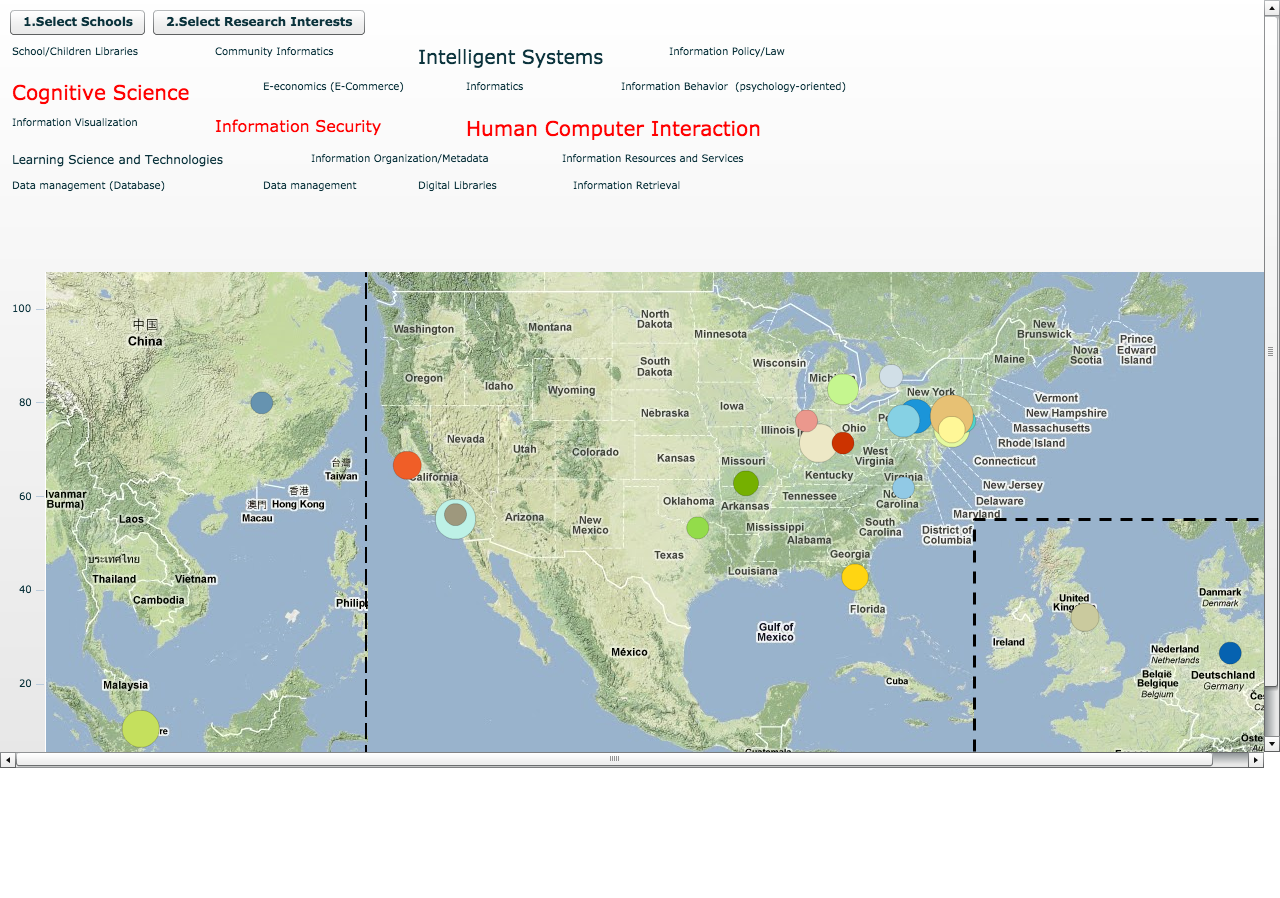 1.Select Schools 2.Select Research Interests
School/Children Libraries Community Informatics Intelligent Systems Information Policy/Law
Cognitive Science E-economics (E-Commerce) Informatics Information Behavior (psychology-oriented)
Information Visualization Information Security Human Computer Interaction
Learning Science and Technologies Information Organization/Metadata Information Resources and Services
Data management (Database) Data management Digital Libraries Information Retrieval
100
80
60
40
20
中国
China
台灣
Taiwan
香港
Hong Kong
澳門
Macau
Myanmar
Burma)
Laos
ประเทศไทย
Thailand
Vietnam
Cambodia
Philip
Malaysia
re
Washington
Montana
North
Dakota
Minnesota
Oregon
Idaho
Wyoming
South
Dakota
Wisconsin
Mich
Nebraska
Iowa
New York
Nevada
Utah
Colorado
Kansas
Illinois
Ohio
Pe
Missouri
West
Virginia
Kentucky
Virginia
California
Arizona
New
Mexico
Oklahoma
Arkansas
Tennessee
No
Carolina
Mississippi
Alabama
South
Carolina
Texas
Louisiana
Georgia
Florida
New
Brunswick
Nova
Scotia
Prince
Edward
Island
Maine
Vermont
New Hampshire
Massachusetts
Rhode Island
Connecticut
New Jersey
Delaware
Maryland
District of
Columbia
Gulf of
Mexico
México
Cuba
Guatemala
United
Kingdom
Ireland
Danmark
Denmark
Nederland
Netherlands
België
Belgique
Belgium
Deutschland
Germany
Če
Cz
Öste
Au